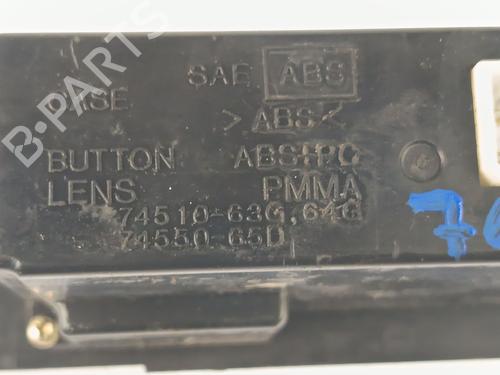 B-PARTS
CASE SAE ABS
>ABS<
BUTTON ABS+PC
LENS PMMA
74510-63G,64G
74550-65D